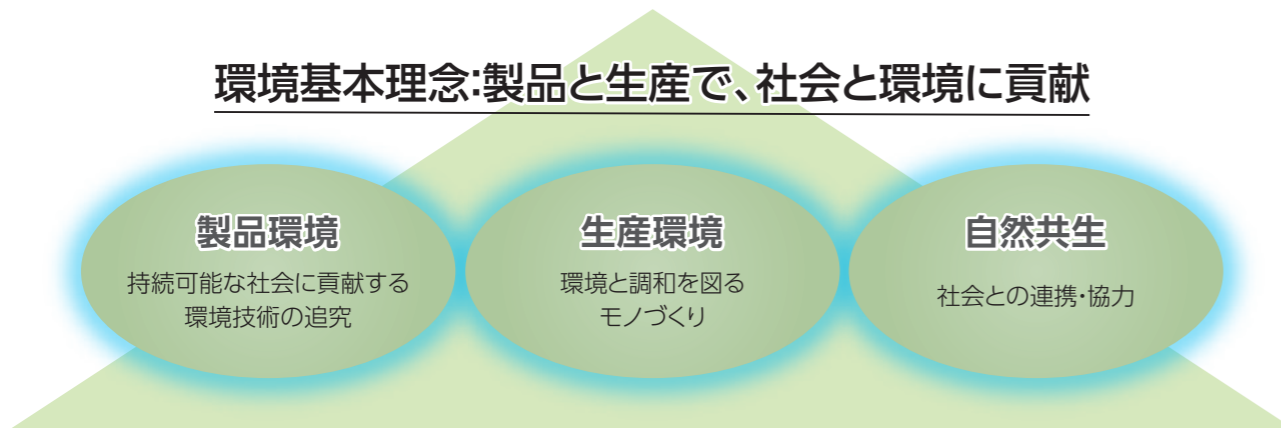 環境基本理念:製品と生産で、社会と環境に貢献
製品環境
持続可能な社会に貢献する
環境技術の追究
生産環境
環境と調和を図る
モノづくり
自然共生
社会との連携・協力